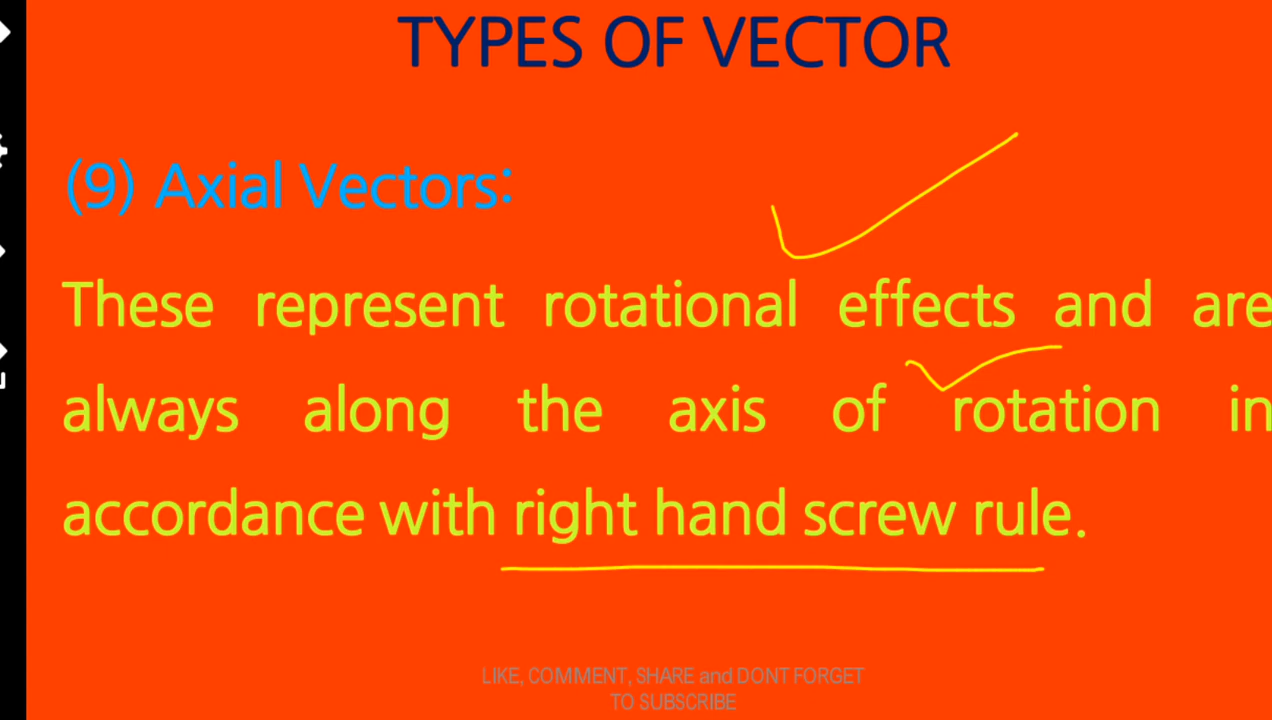 TYPES OF VECTOR
(9) Axial Vectors:
These represent rotational effects and are
always along the axis of rotation in
accordance with right hand screw rule.
LIKE, COMMENT, SHARE and DONT FORGET
TO SUBSCRIBE